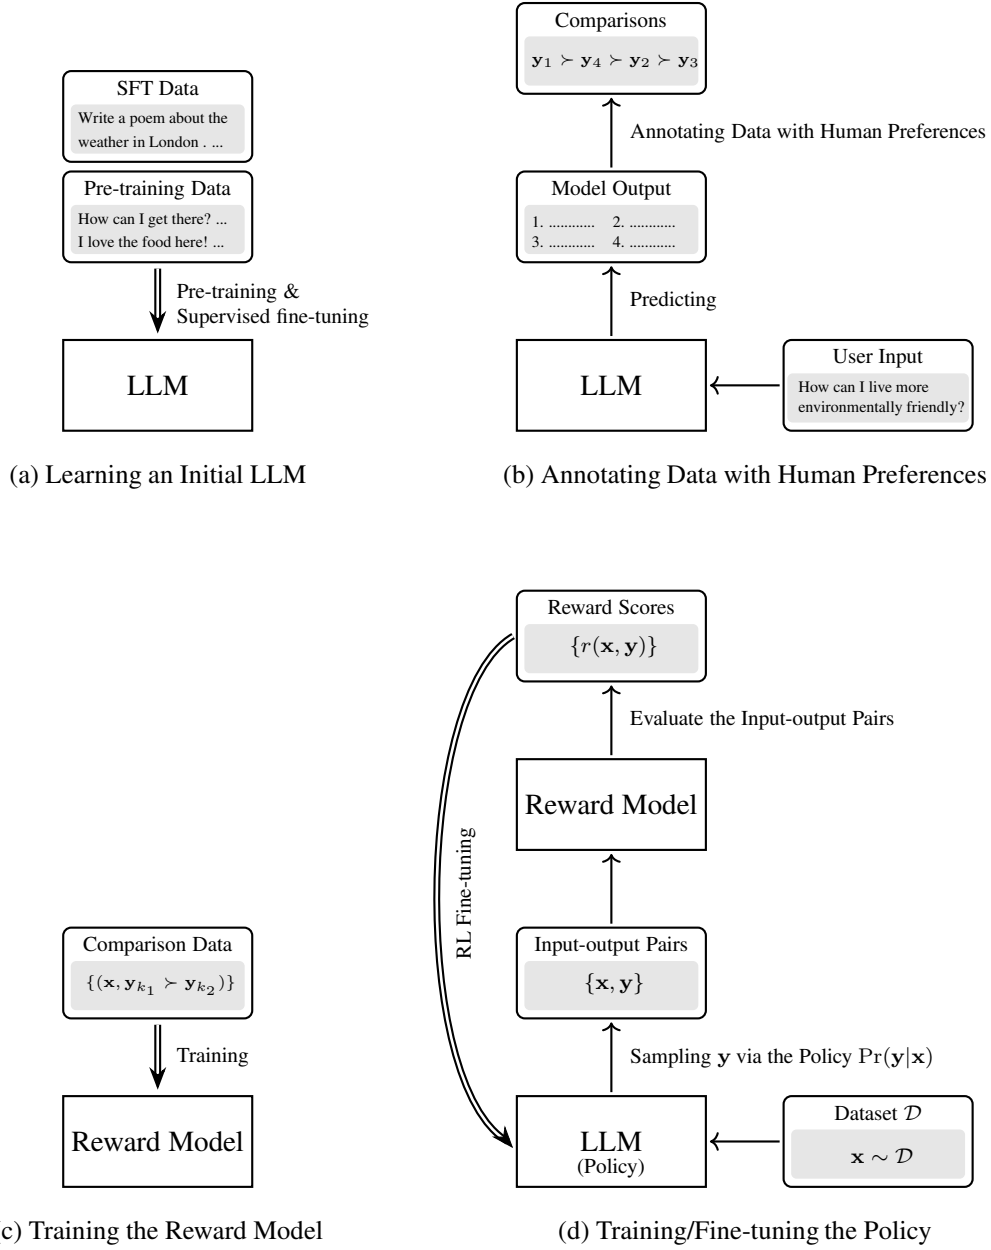 SFT Data
Write a poem about the
weather in London . ...
Pre-training Data
How can I get there? ...
I love the food here! ...
Pre-training &
Supervised fine-tuning
LLM
(a) Learning an Initial LLM
Comparisons
y₁ ≻ y₄ ≻ y₂ ≻ y₃
Annotating Data with Human Preferences
Model Output
1. ............ 2. ............
3. ............ 4. ............
Predicting
LLM
User Input
How can I live more
environmentally friendly?
(b) Annotating Data with Human Preferences
Comparison Data
{(x, y_{k₁} ≻ y_{k₂})}
Training
Reward Model
(c) Training the Reward Model
Reward Scores
{r(x, y)}
Evaluate the Input-output Pairs
Reward Model
RL Fine-tuning
Input-output Pairs
{x, y}
Sampling y via the Policy Pr(y|x)
LLM
(Policy)
Dataset 𝒟
x ∼ 𝒟
(d) Training/Fine-tuning the Policy